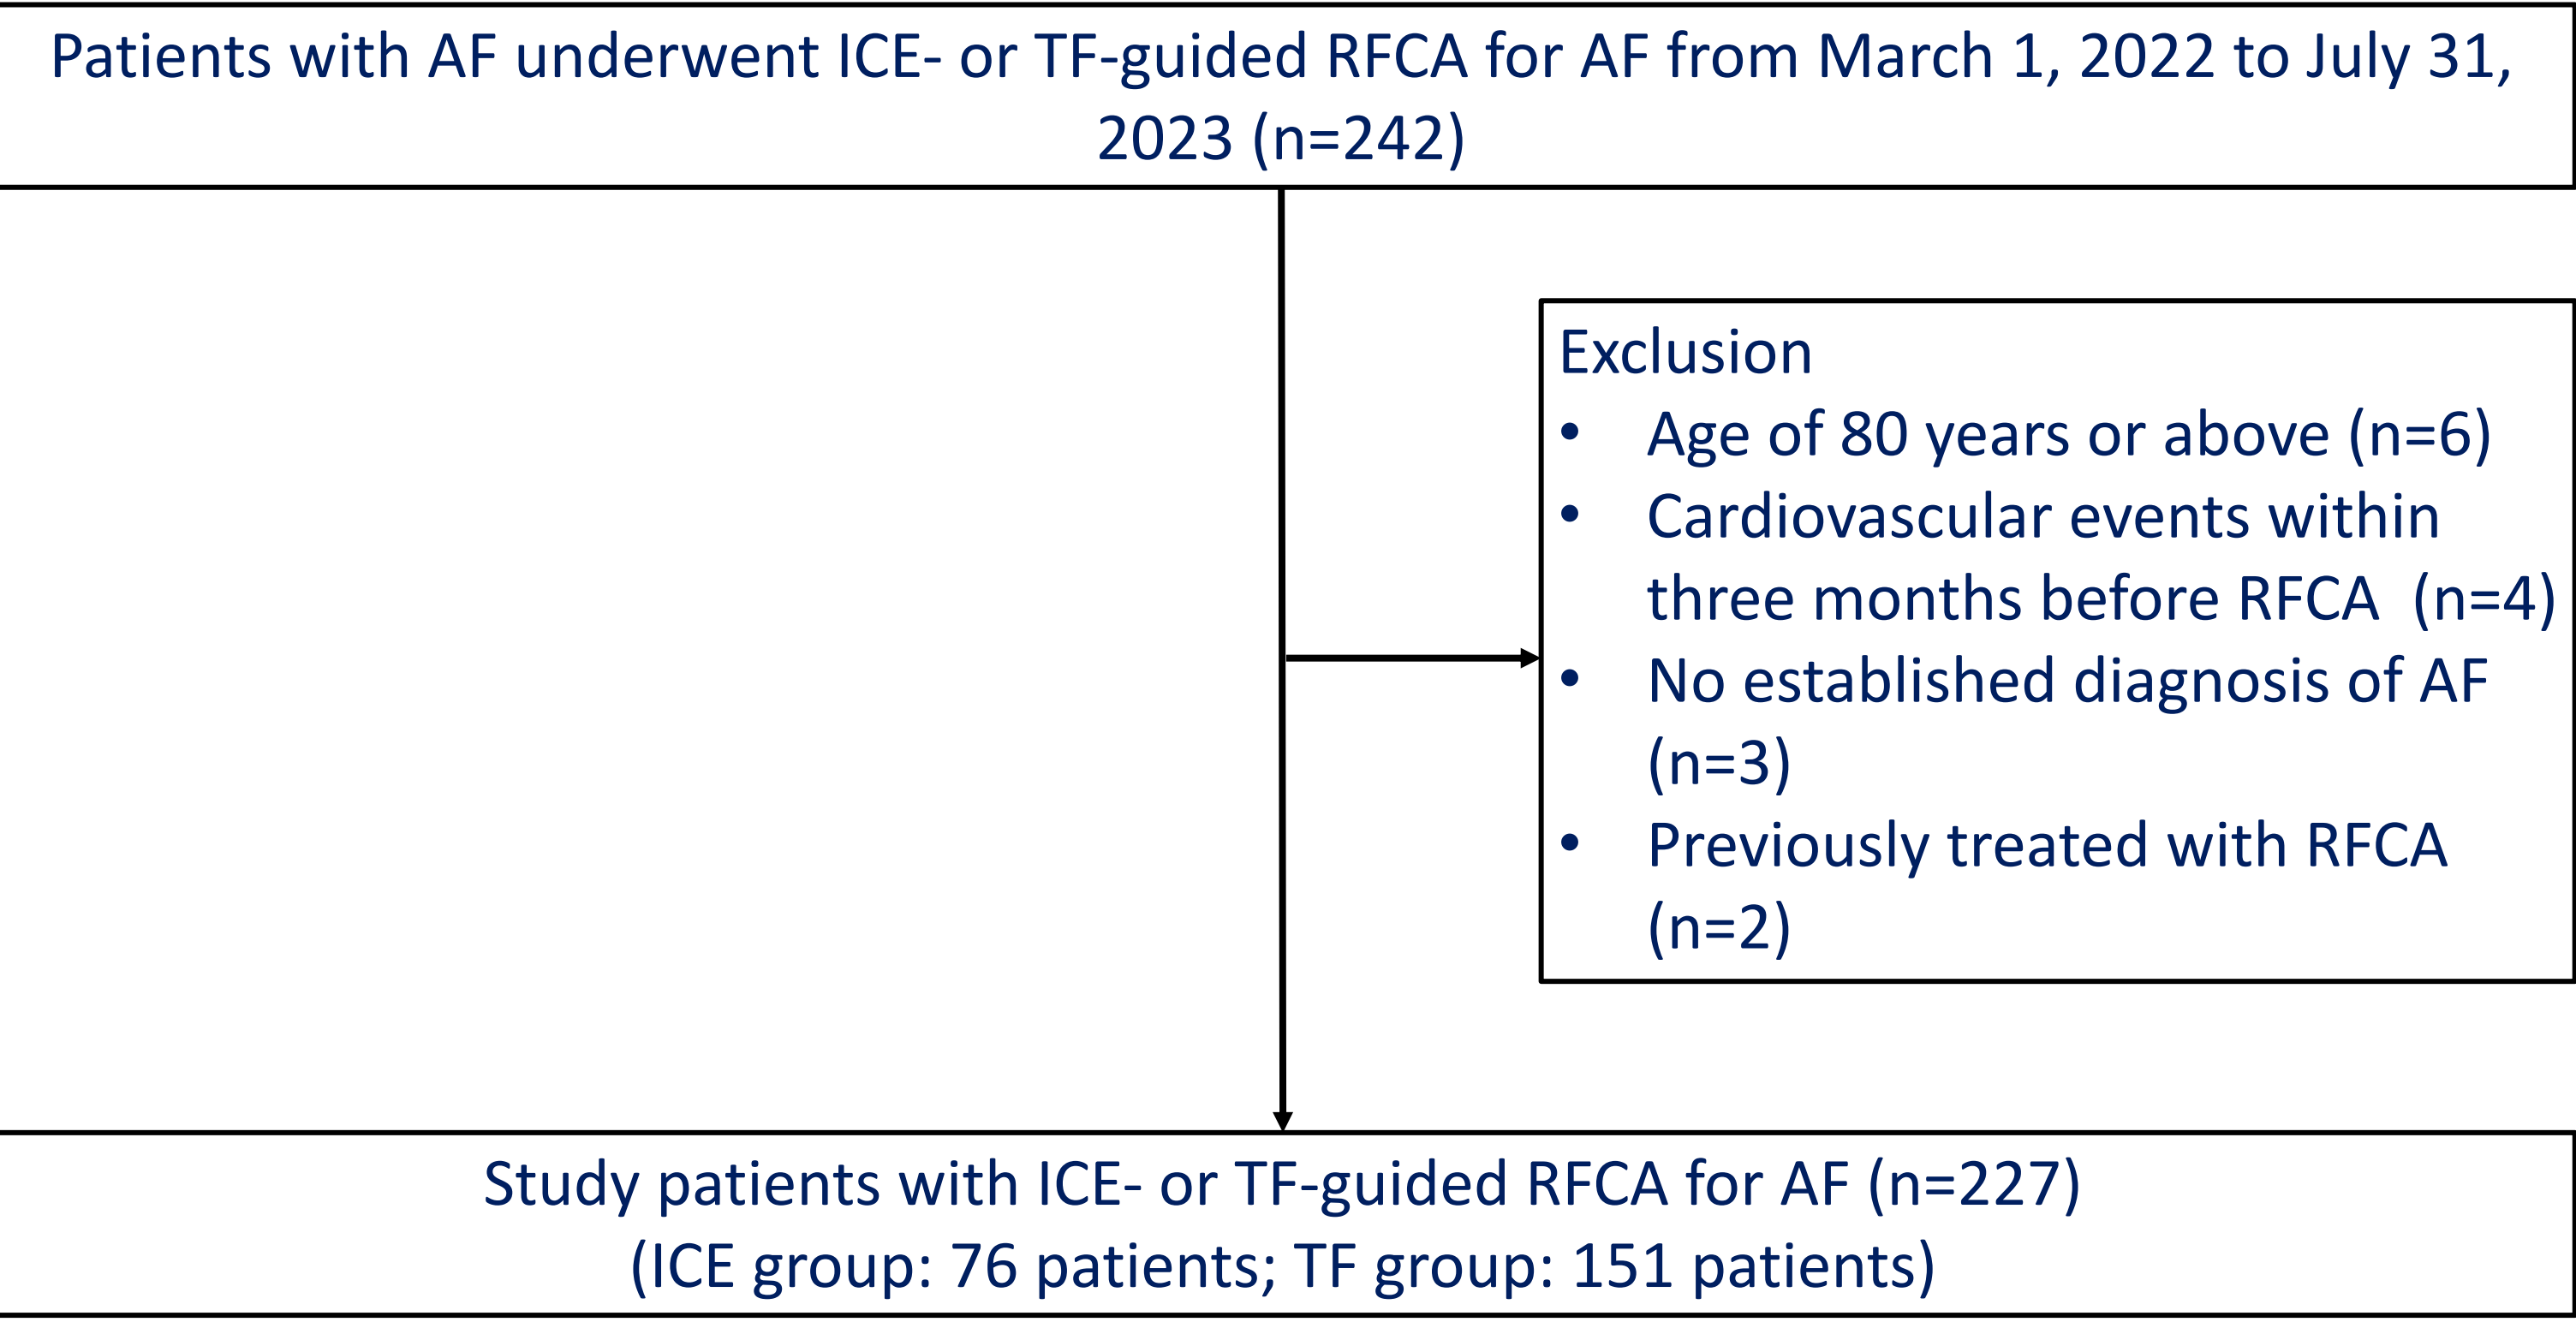 Patients with AF underwent ICE- or TF-guided RFCA for AF from March 1, 2022 to July 31,
2023 (n=242)
Exclusion
• Age of 80 years or above (n=6)
• Cardiovascular events within
three months before RFCA  (n=4)
• No established diagnosis of AF
(n=3)
• Previously treated with RFCA
(n=2)
Study patients with ICE- or TF-guided RFCA for AF (n=227)
(ICE group: 76 patients; TF group: 151 patients)